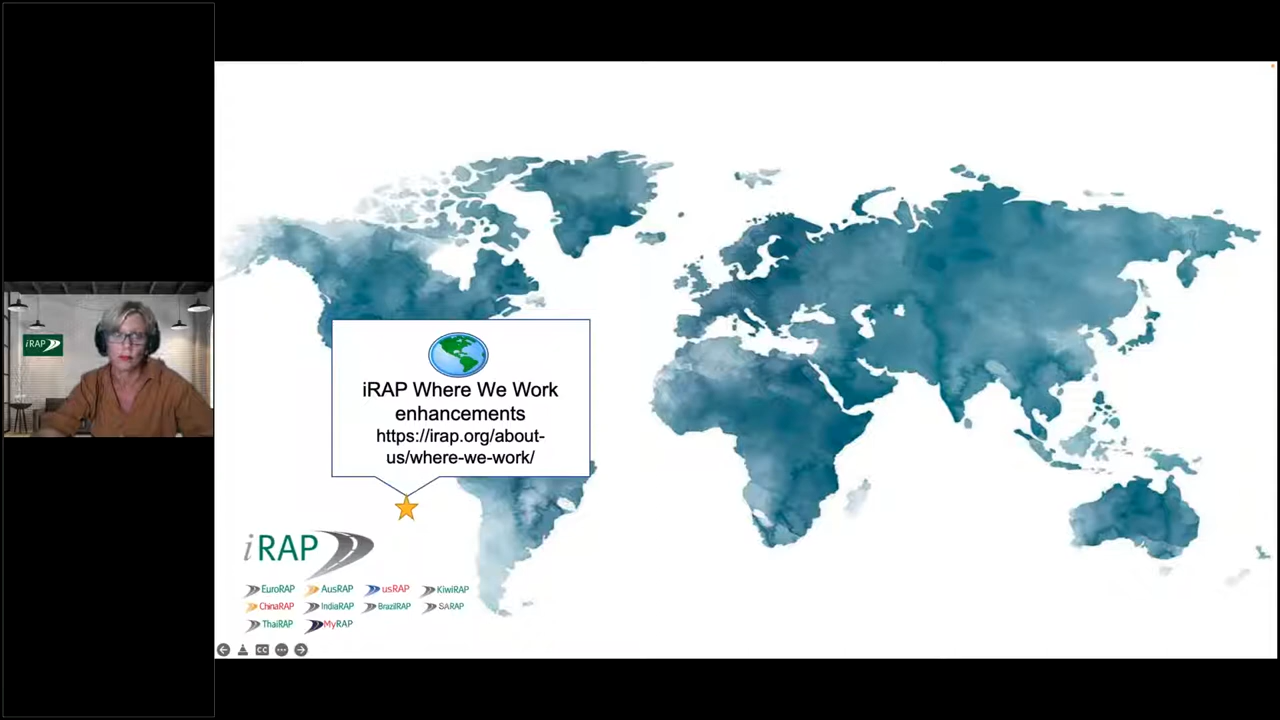 iRAP
iRAP Where We Work
enhancements
https://irap.org/about-
us/where-we-work/
iRAP
EuroRAP AusRAP usRAP KiwiRAP
ChinaRAP IndiaRAP BrazilRAP SARAP
ThaiRAP MyRAP
CC